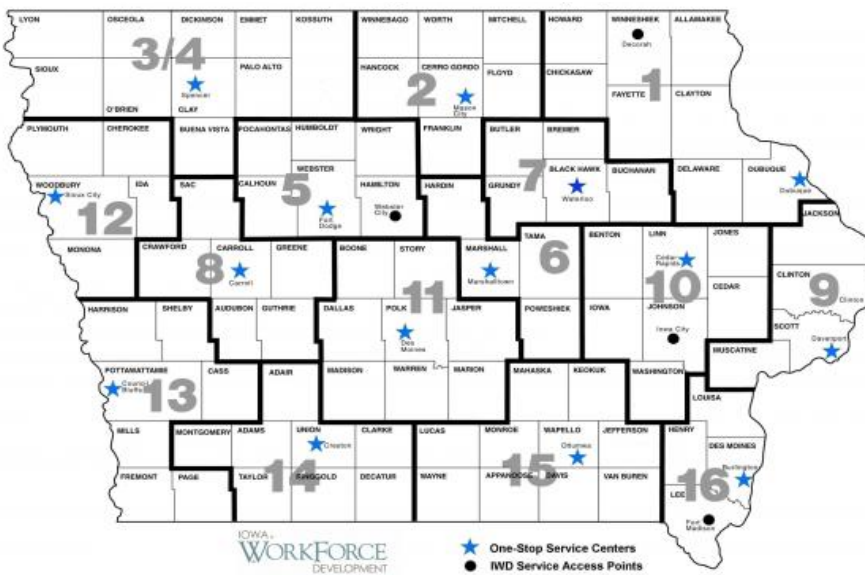 LYON
OSCEOLA
DICKINSON
EMMET
KOSSUTH
WINNEBAGO
WORTH
MITCHELL
HOWARD
WINNESHIEK
ALLAMAKEE
Decorah
3/4
SIOUX
PALO ALTO
HANCOCK
CERRO GORDO
FLOYD
CHICKASAW
2
1
Spencer
Mason
City
O'BRIEN
CLAY
FAYETTE
CLAYTON
PLYMOUTH
CHEROKEE
BUENA VISTA
POCAHONTAS
HUMBOLDT
WRIGHT
FRANKLIN
BUTLER
BREMER
WOODBURY
Sioux City
IDA
SAC
CALHOUN
WEBSTER
HAMILTON
HARDIN
GRUNDY
7
BLACK HAWK
Waterloo
BUCHANAN
DELAWARE
DUBUQUE
Dubuque
5
Fort
Dodge
Webster
City
12
JACKSON
MONONA
CRAWFORD
CARROLL
GREENE
BOONE
STORY
MARSHALL
TAMA
BENTON
LINN
JONES
8
Carroll
Marshalltown
6
Cedar
Rapids
10
11
CLINTON
9
Clinton
CEDAR
HARRISON
SHELBY
AUDUBON
GUTHRIE
DALLAS
POLK
JASPER
POWESHIEK
IOWA
JOHNSON
Iowa City
SCOTT
Davenport
Des
Moines
MUSCATINE
POTTAWATTAMIE
Council
Bluffs
CASS
ADAIR
MADISON
WARREN
MARION
MAHASKA
KEOKUK
WASHINGTON
13
LOUISA
MILLS
MONTGOMERY
ADAMS
UNION
Creston
CLARKE
LUCAS
MONROE
WAPELLO
Ottumwa
JEFFERSON
HENRY
DES MOINES
Burlington
FREMONT
PAGE
TAYLOR
14
RINGGOLD
DECATUR
WAYNE
APPANOOSE
15
DAVIS
VAN BUREN
LEE
16
Fort
Madison
IOWA
WORKFORCE
DEVELOPMENT
One-Stop Service Centers
IWD Service Access Points